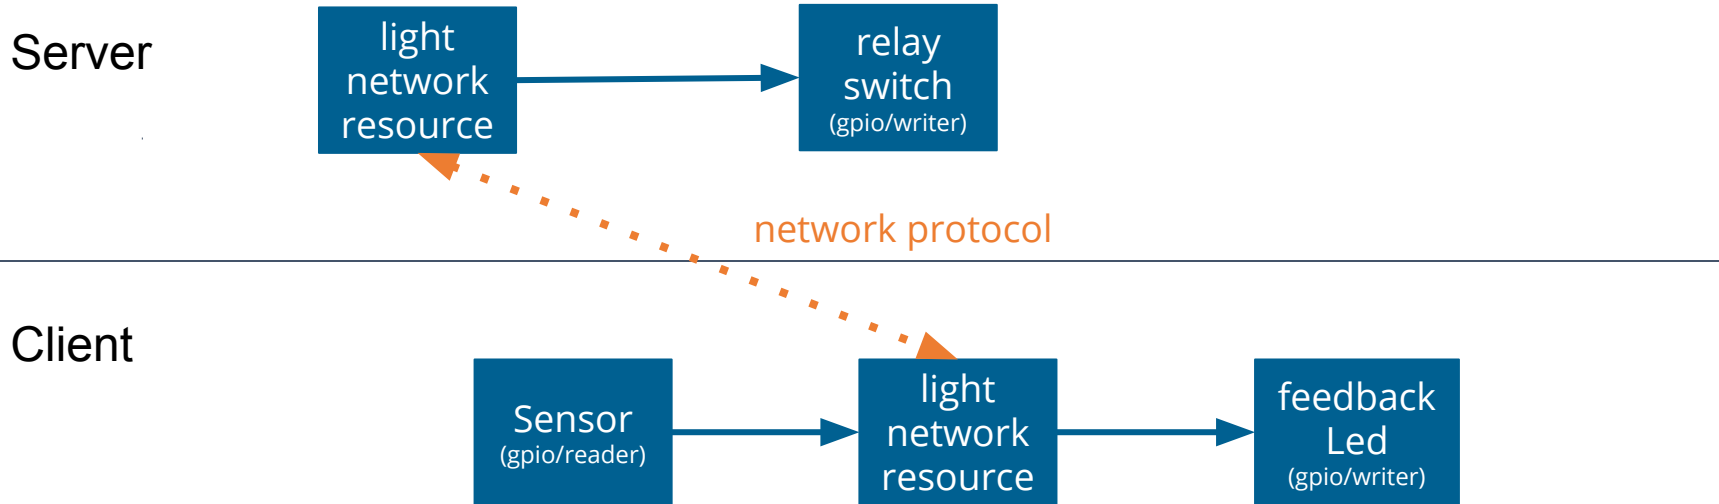 Server
light
network
resource
relay
switch
(gpio/writer)
network protocol
Client
Sensor
(gpio/reader)
light
network
resource
feedback
Led
(gpio/writer)